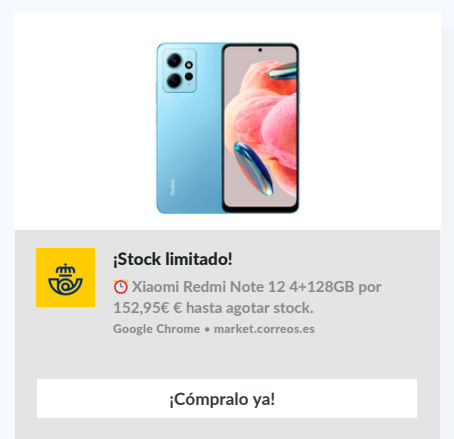 Redmi
¡Stock limitado!
⏰ Xiaomi Redmi Note 12 4+128GB por
152,95€ € hasta agotar stock.
Google Chrome • market.correos.es
¡Cómpralo ya!